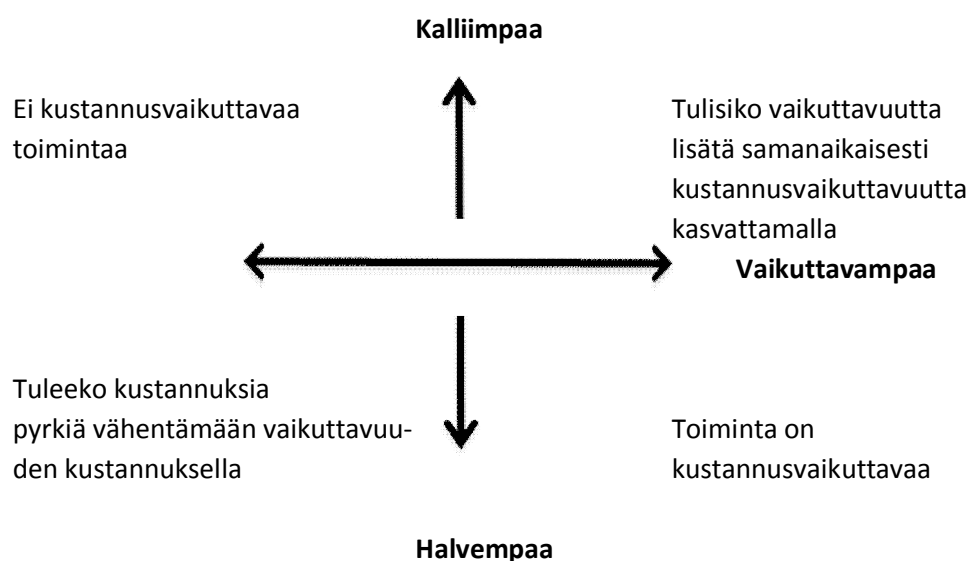 Kalliimpaa
Ei kustannusvaikuttavaa
toimintaa
Tulisiko vaikuttavuutta
lisätä samanaikaisesti
kustannusvaikuttavuutta
kasvattamalla
Vaikuttavampaa
Tuleeko kustannuksia
pyrkiä vähentämään vaikuttavuu-
den kustannuksella
Toiminta on
kustannusvaikuttavaa
Halvempaa